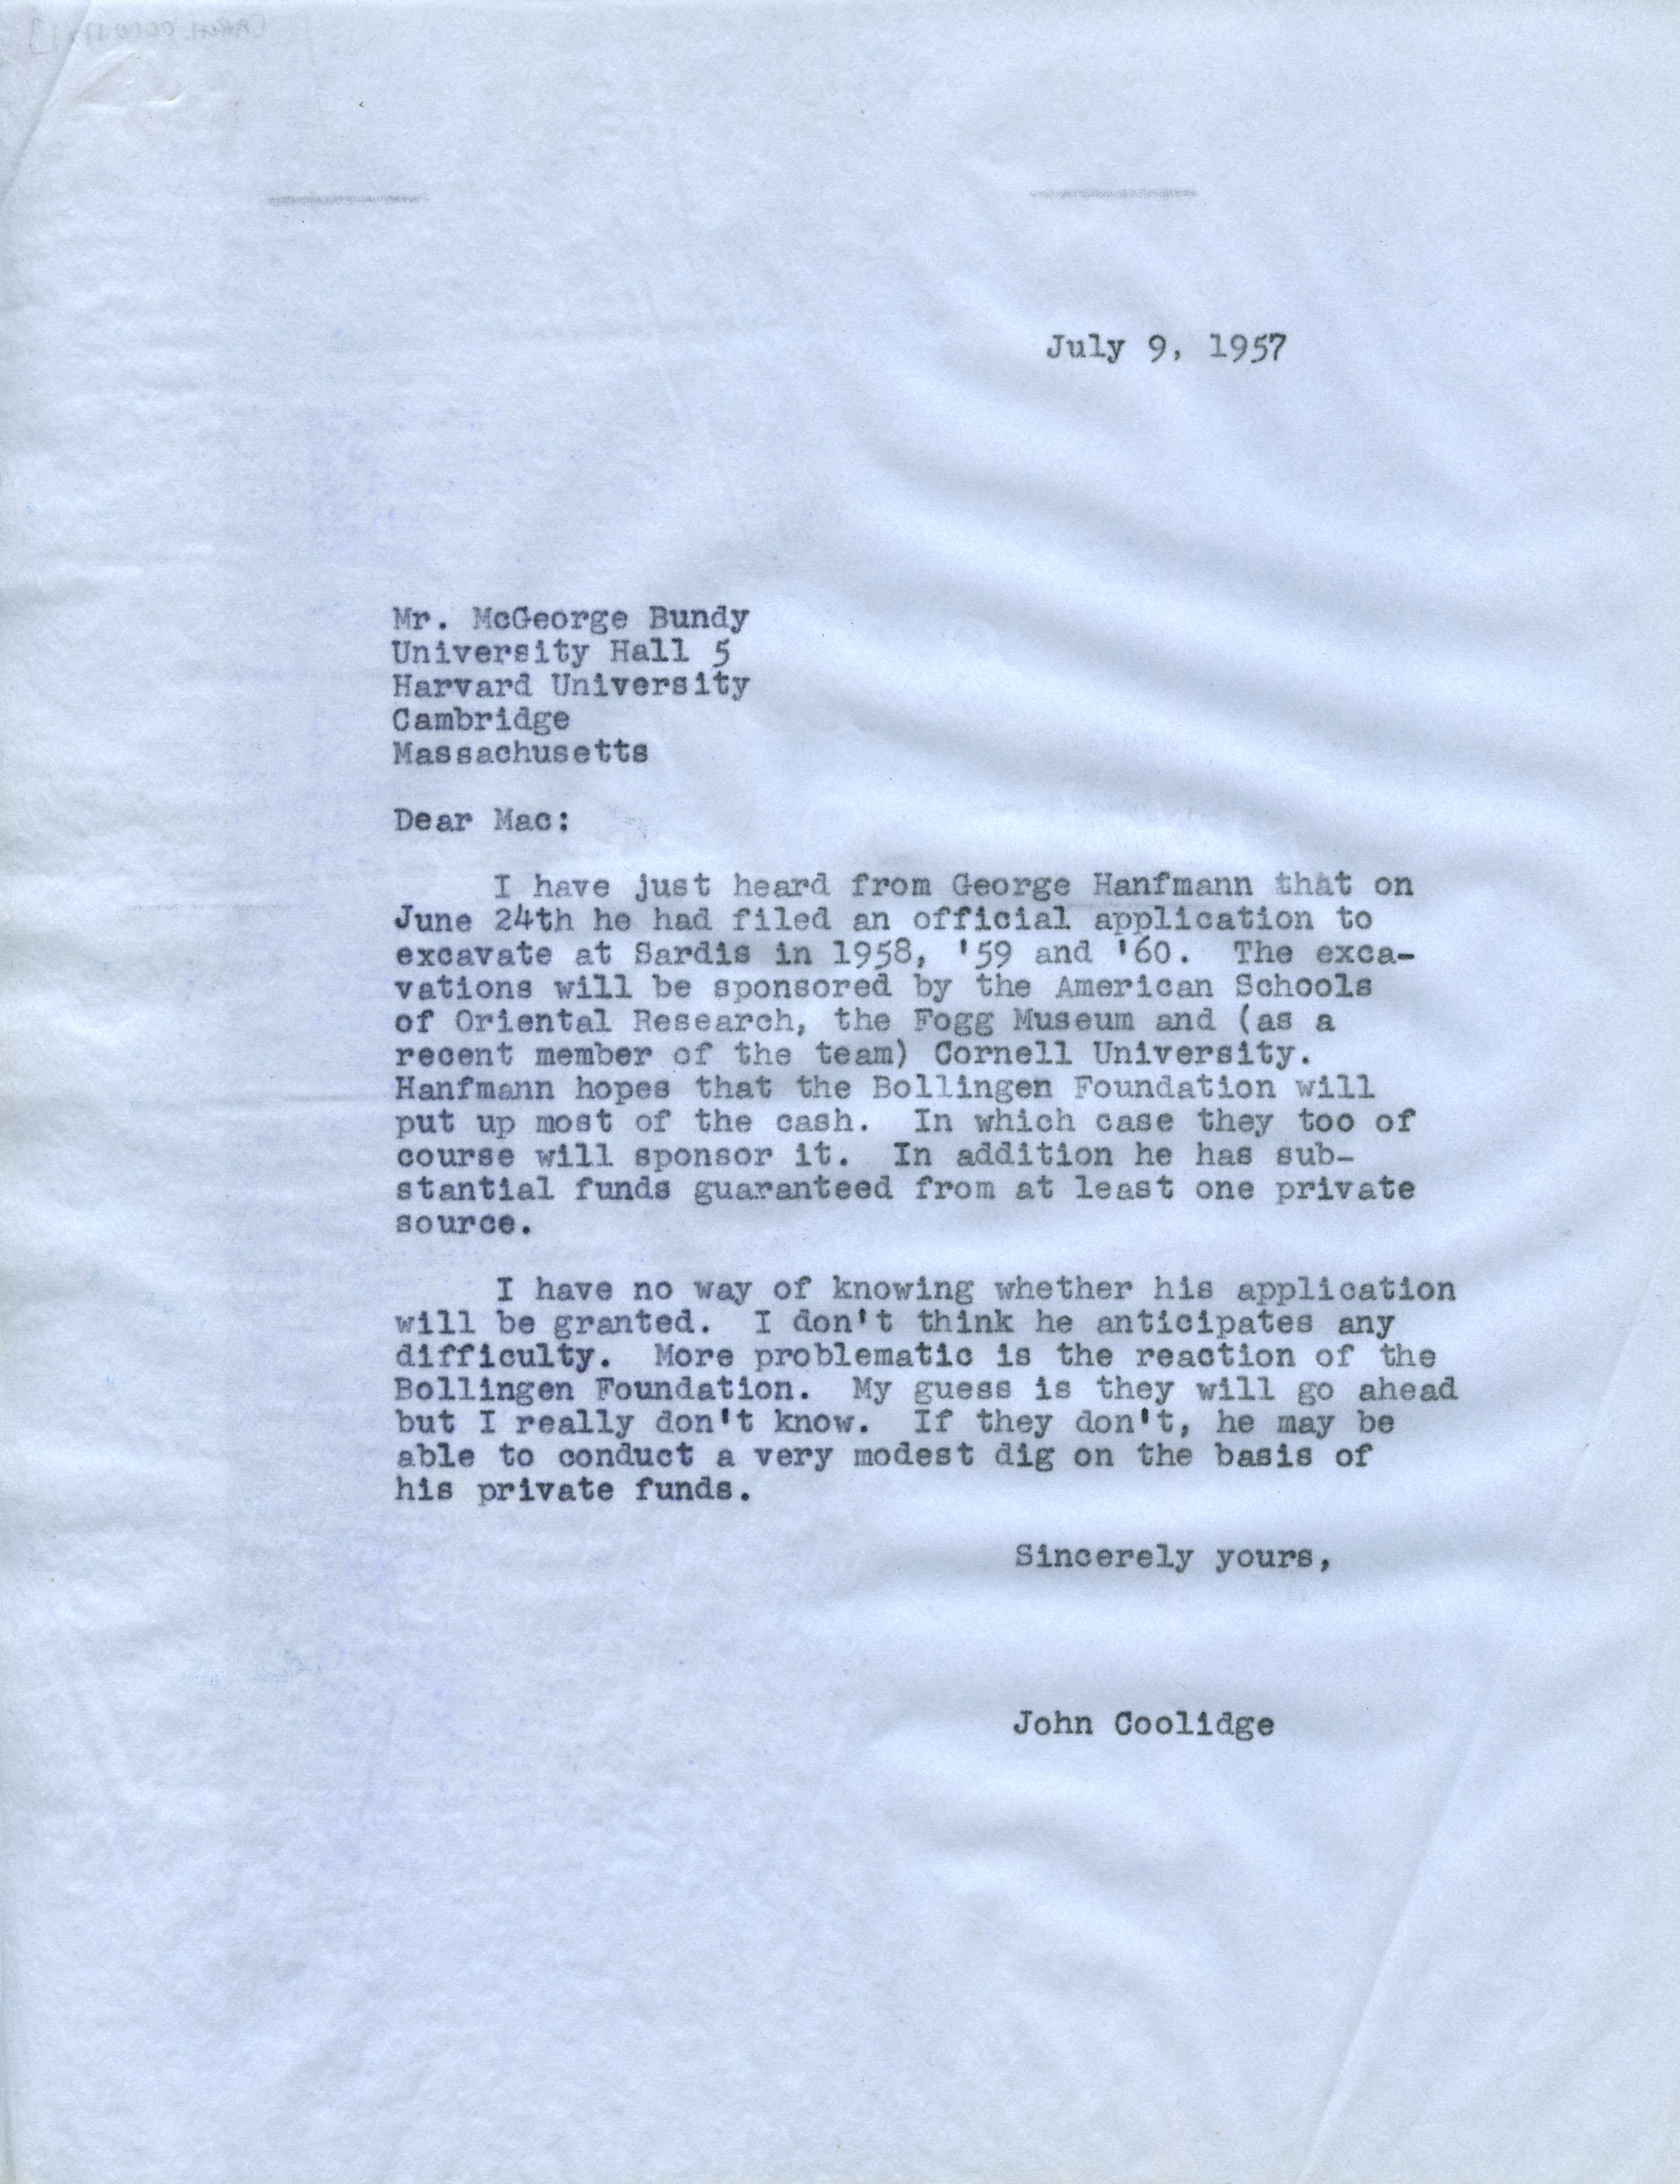 July 9, 1957
Mr. McGeorge Bundy
University Hall 5
Harvard University
Cambridge
Massachusetts
Dear Mac:
I have just heard from George Hanfmann that on
June 24th he had filed an official application to
excavate at Sardis in 1958, '59 and '60. The exca-
vations will be sponsored by the American Schools
of Oriental Research, the Fogg Museum and (as a
recent member of the team) Cornell University.
Hanfmann hopes that the Bollingen Foundation will
put up most of the cash. In which case they too of
course will sponsor it. In addition he has sub-
stantial funds guaranteed from at least one private
source.
I have no way of knowing whether his application
will be granted. I don't think he anticipates any
difficulty. More problematic is the reaction of the
Bollingen Foundation. My guess is they will go ahead
but I really don't know. If they don't, he may be
able to conduct a very modest dig on the basis of
his private funds.
Sincerely yours,
John Coolidge